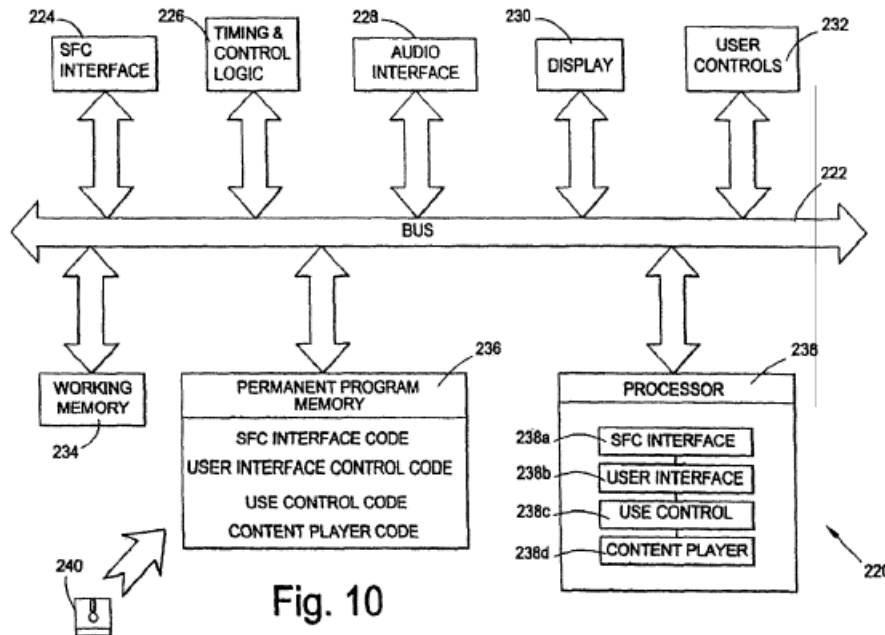 224
226
228
230
232
SFC
INTERFACE
TIMING &
CONTROL
LOGIC
AUDIO
INTERFACE
DISPLAY
USER
CONTROLS
222
BUS
WORKING
MEMORY
234
236
PERMANENT PROGRAM
MEMORY
SFC INTERFACE CODE
USER INTERFACE CONTROL CODE
USE CONTROL CODE
CONTENT PLAYER CODE
238
PROCESSOR
238a
SFC INTERFACE
238b
USER INTERFACE
238c
USE CONTROL
238d
CONTENT PLAYER
240
220
Fig. 10